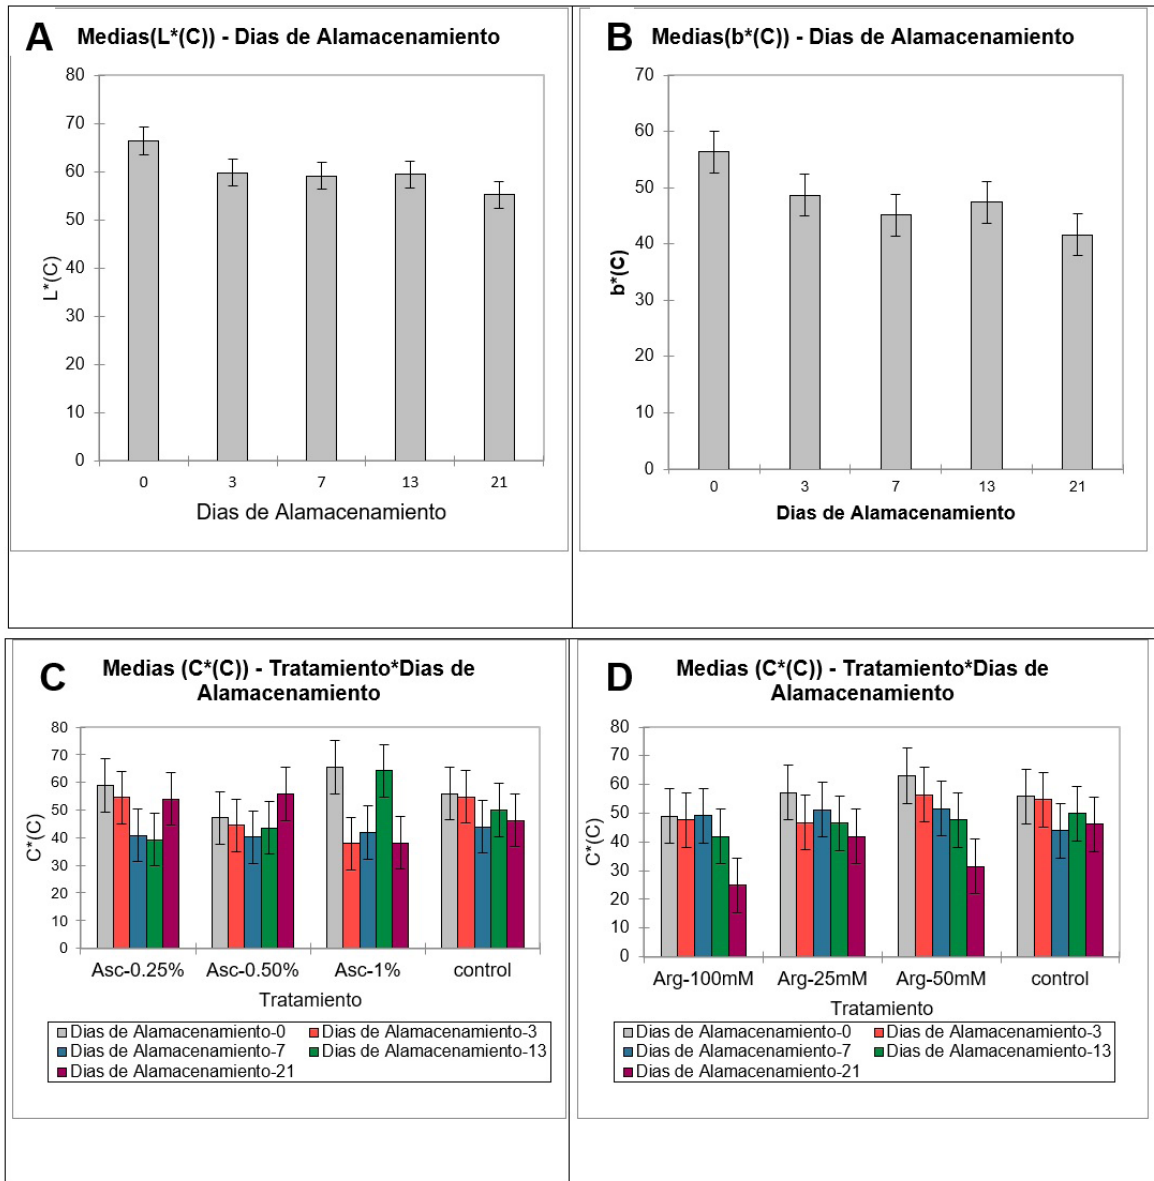 A
Medias(L*(C)) - Dias de Alamacenamiento
80
70
60
50
40
30
20
10
0
L*(C)
0 3 7 13 21
Dias de Alamacenamiento
B
Medias(b*(C)) - Dias de Alamacenamiento
70
60
50
40
30
20
10
0
b*(C)
0 3 7 13 21
Dias de Alamacenamiento
C
Medias (C*(C)) - Tratamiento*Dias de
Alamacenamiento
80
70
60
50
40
30
20
10
0
C*(C)
Asc-0.25% Asc-0.50% Asc-1% control
Tratamiento
Dias de Alamacenamiento-0 Dias de Alamacenamiento-3
Dias de Alamacenamiento-7 Dias de Alamacenamiento-13
Dias de Alamacenamiento-21
D
Medias (C*(C)) - Tratamiento*Dias de
Alamacenamiento
80
70
60
50
40
30
20
10
0
C*(C)
Arg-100mM Arg-25mM Arg-50mM control
Tratamiento
Dias de Alamacenamiento-0 Dias de Alamacenamiento-3
Dias de Alamacenamiento-7 Dias de Alamacenamiento-13
Dias de Alamacenamiento-21